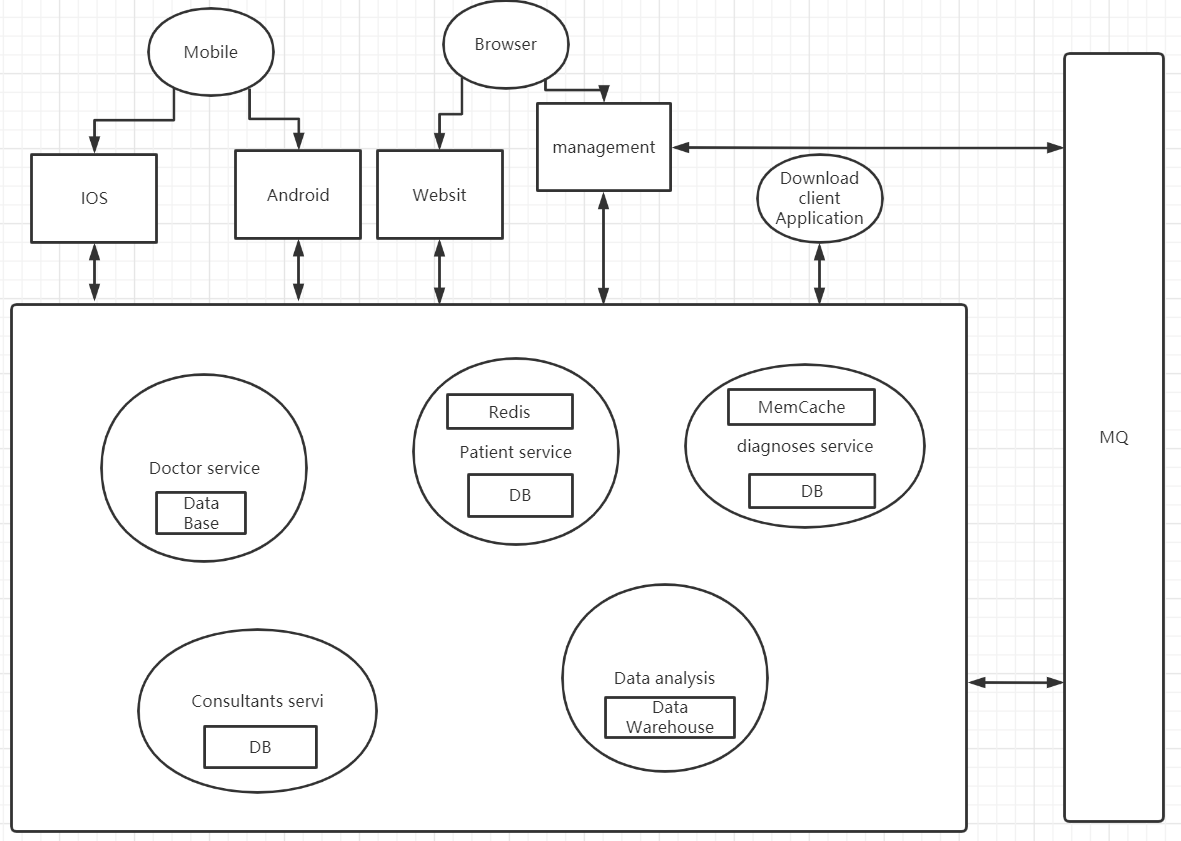 Mobile
Browser
management
IOS
Android
Websit
Download
client
Application
Redis
Patient service
DB
MemCache
diagnoses service
DB
Doctor service
Data
Base
MQ
Consultants servi
DB
Data analysis
Data
Warehouse